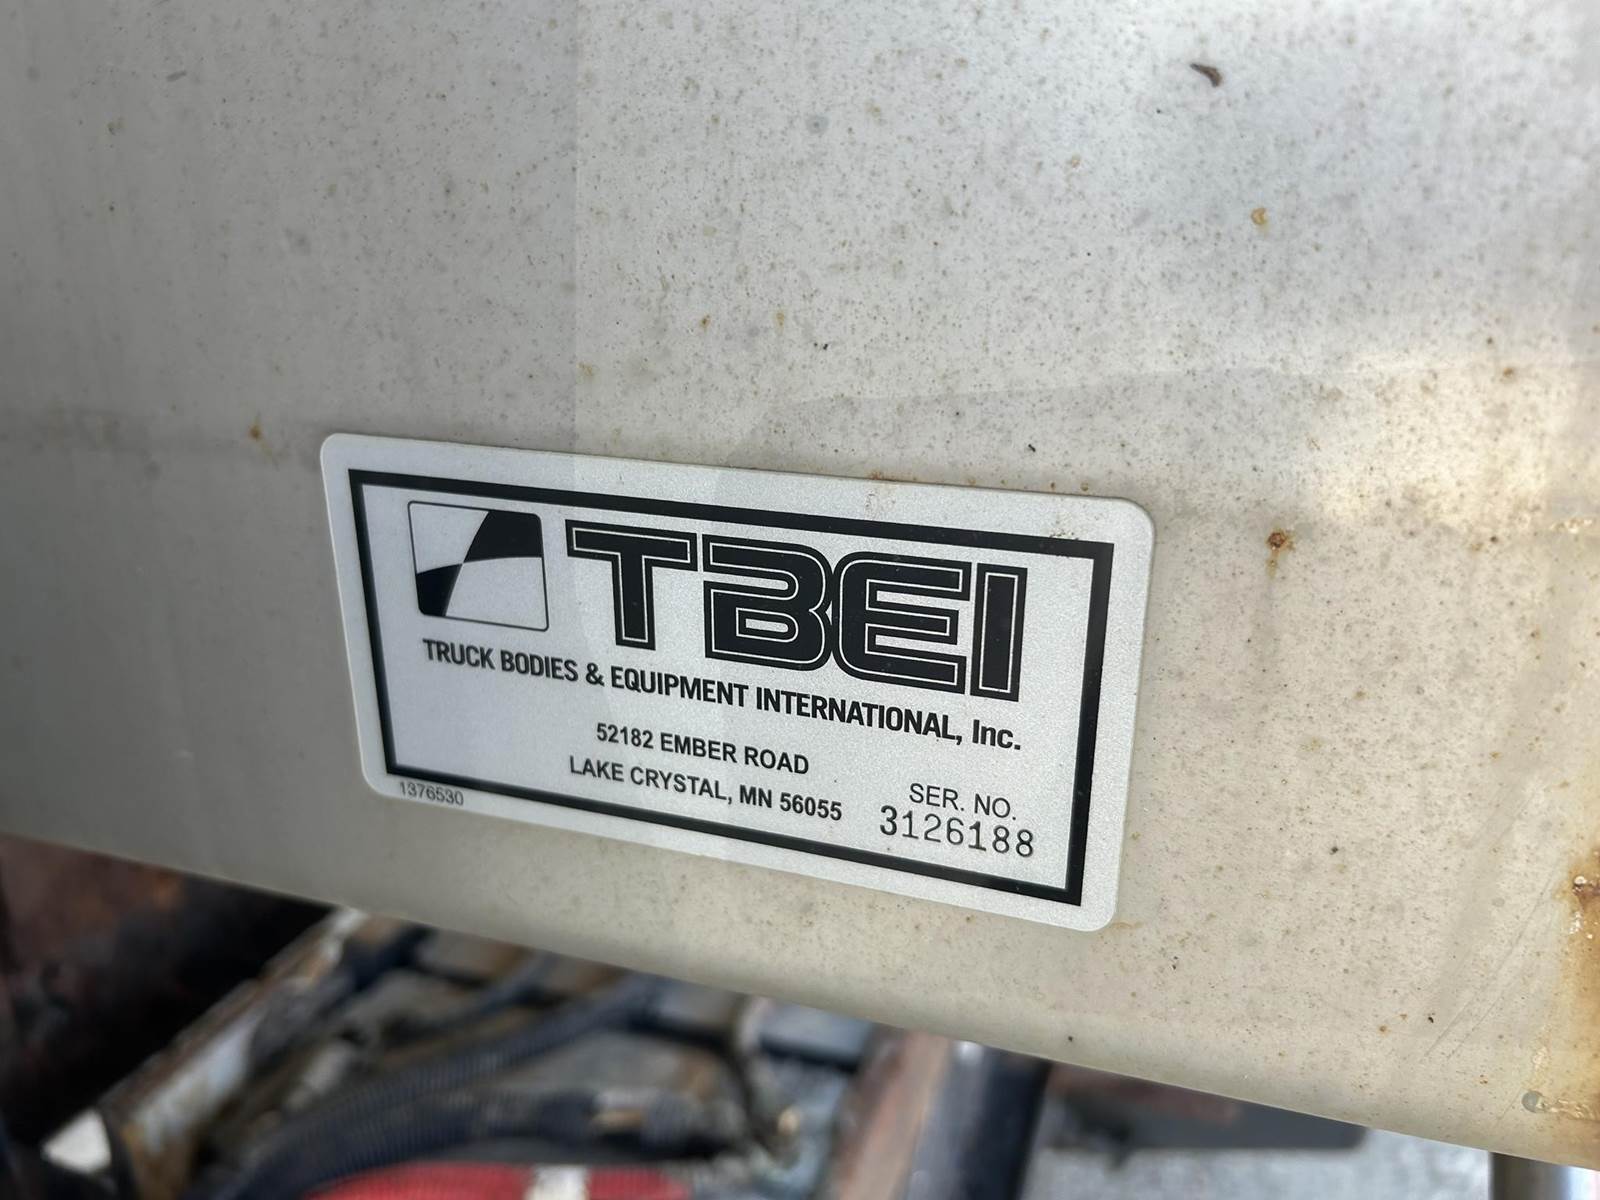 TBEI
TRUCK BODIES & EQUIPMENT INTERNATIONAL, Inc.
52182 EMBER ROAD
LAKE CRYSTAL, MN 56055
SER. NO.
3126188
1376530